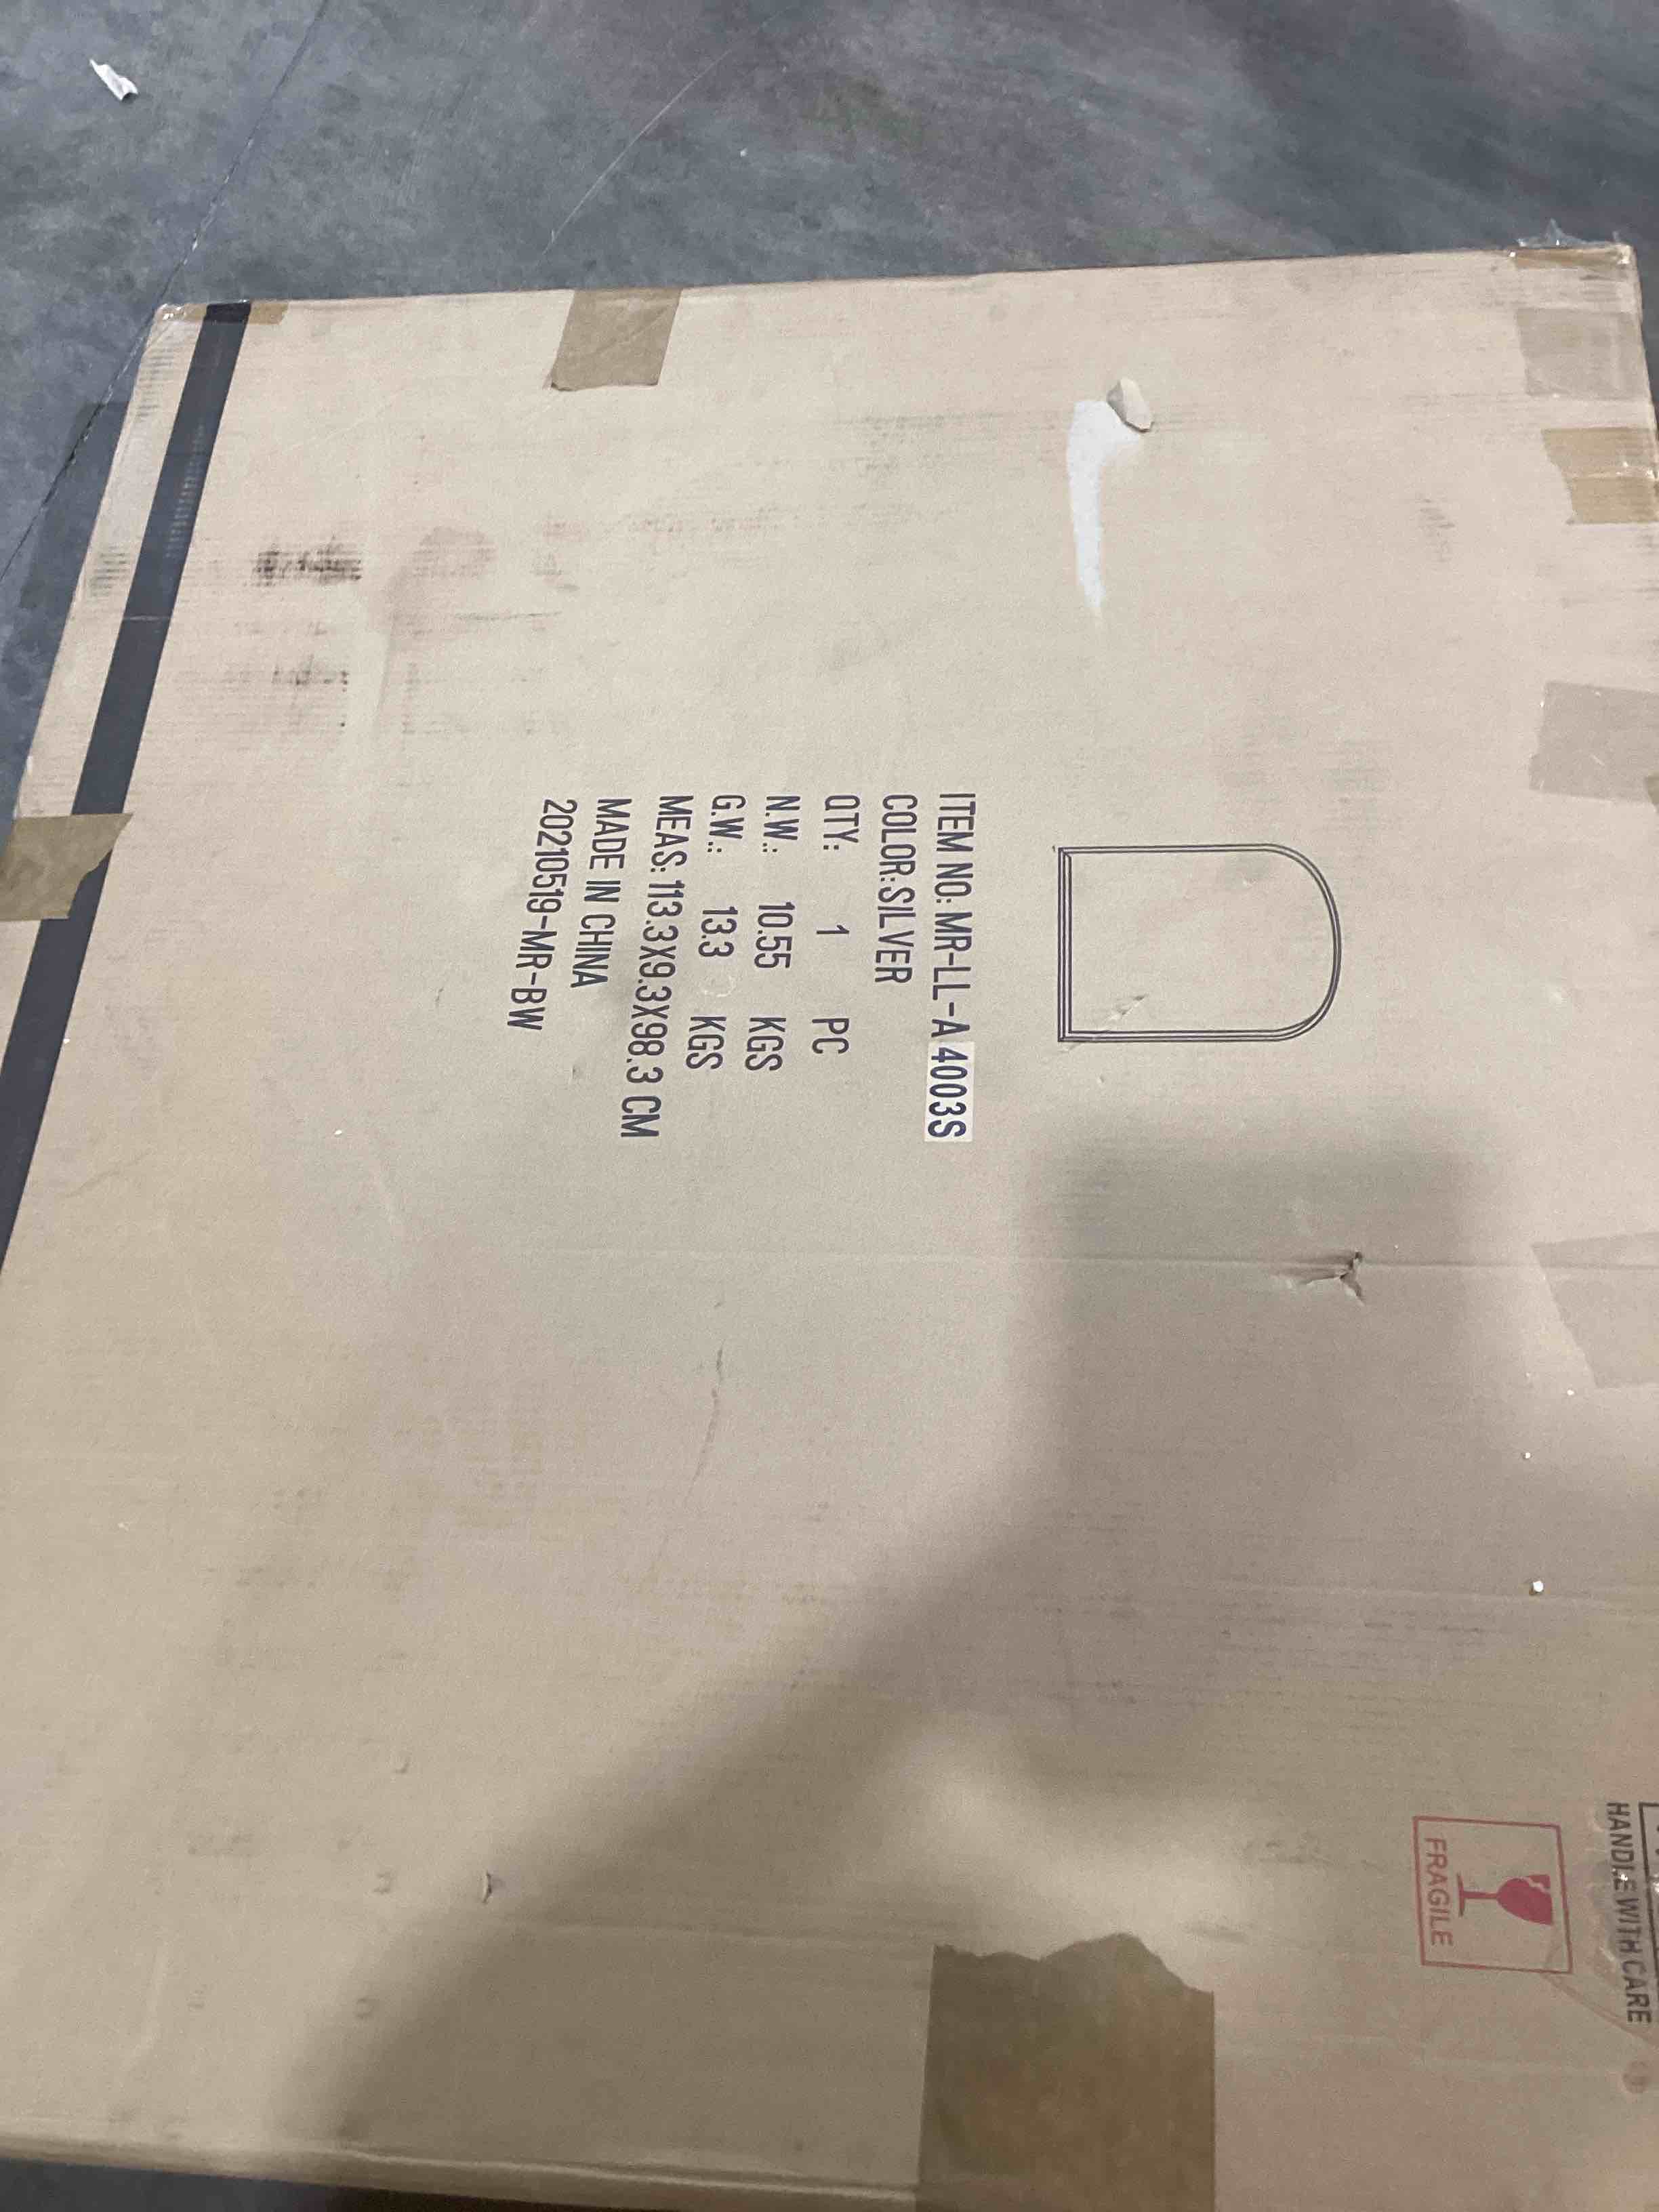 ITEM NO.: MR-LL-A 4003S
COLOR: SILVER
QTY: 1 PC
N.W.: 10.55 KGS
G.W.: 13.3 KGS
MEAS: 113.3X9.3X98.3 CM
MADE IN CHINA
20210519-MR-BW
HANDLE WITH CARE
FRAGILE